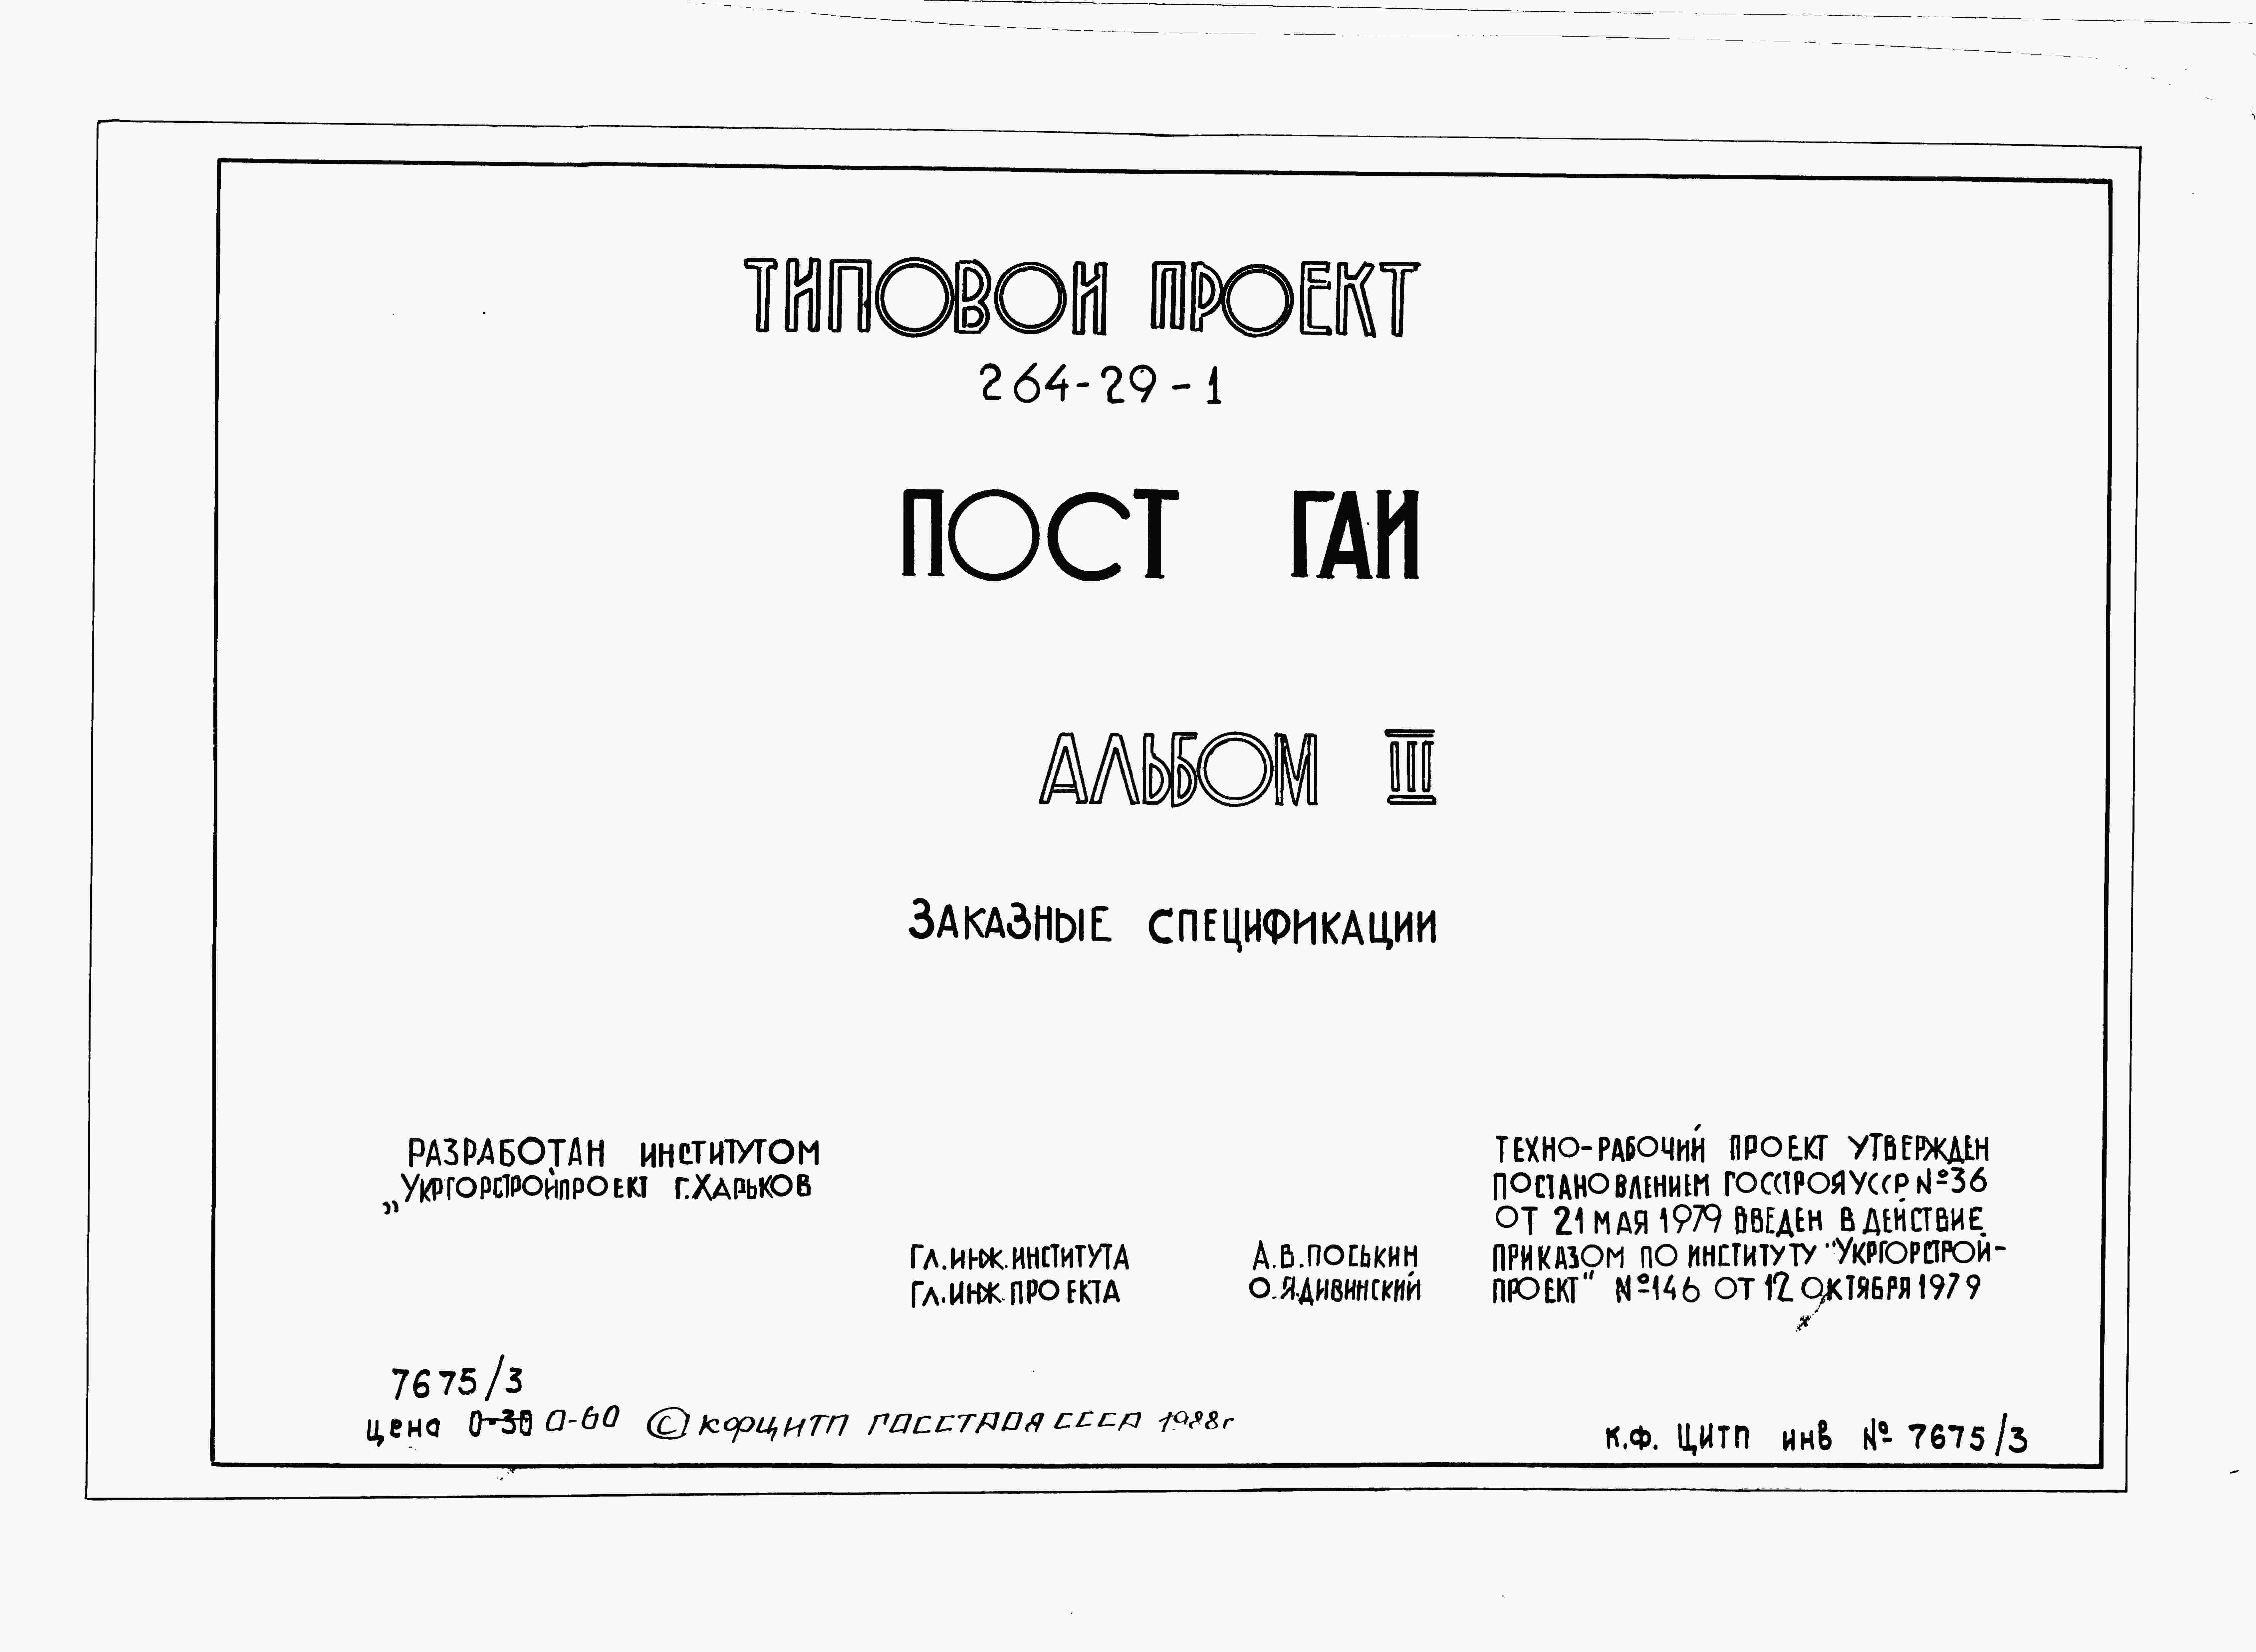 ТИПОВОЙ ПРОЕКТ
264-29-1
ПОСТ ГАИ
АЛЬБОМ III
ЗАКАЗНЫЕ СПЕЦИФИКАЦИИ
РАЗРАБОТАН ИНСТИТУТОМ
„УКРГОРСТРОЙПРОЕКТ Г.ХАРЬКОВ
ГЛ.ИНЖ.ИНСТИТУТА А.В.ПОСЬКИН
ГЛ.ИНЖ.ПРОЕКТА О.Я.ДИВИНСКИЙ
ТЕХНО-РАБОЧИЙ ПРОЕКТ УТВЕРЖДЕН
ПОСТАНОВЛЕНИЕМ ГОССТРОЯ УССР №36
ОТ 21 МАЯ 1979 ВВЕДЕН В ДЕЙСТВИЕ
ПРИКАЗОМ ПО ИНСТИТУТУ "УКРГОРСТРОЙ-
ПРОЕКТ" №146 ОТ 12 ОКТЯБРЯ 1979
7675/3
цена 0-30 0-60 © КФЦИТП ГОССТРОЯ СССР 1988г
К.Ф. ЦИТП инв № 7675/3